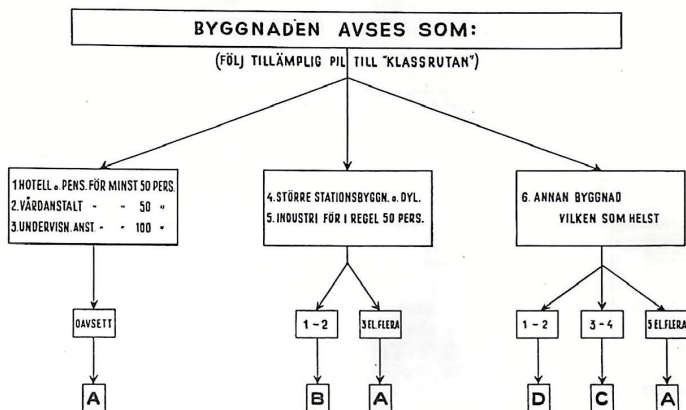 BYGGNADEN AVSES SOM:
(FÖLJ TILLÄMPLIG PIL TILL "KLASSRUTAN")
1 HOTELL o. PENS. FÖR MINST 50 PERS.
2. VÅRDANSTALT - " - 50 "
3. UNDERVISN. ANST. - " - 100 "
4. STÖRRE STATIONSBYGGN. o. DYL.
5. INDUSTRI FÖR I REGEL 50 PERS.
6. ANNAN BYGGNAD
VILKEN SOM HELST
OAVSETT
1-2
3 EL. FLERA
1-2
3-4
5 EL. FLERA
A
B
A
D
C
A